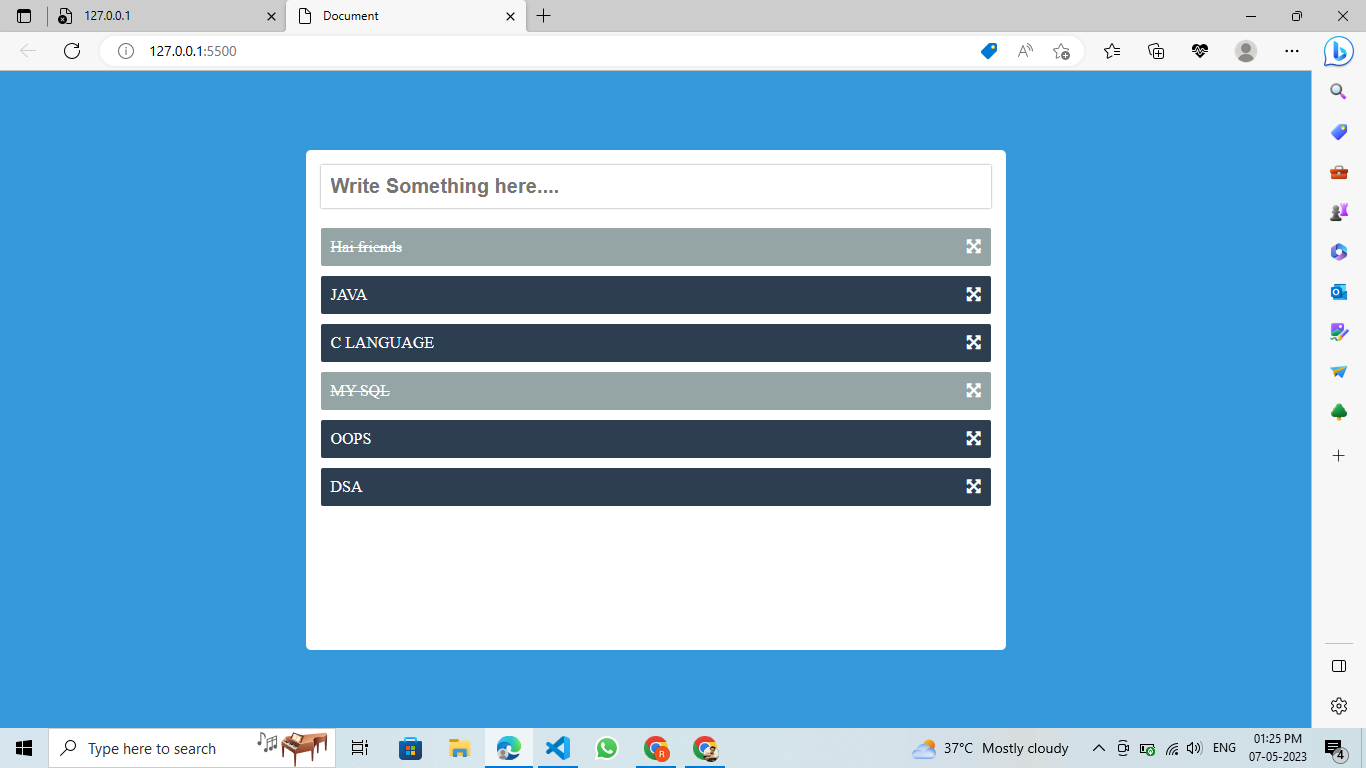 127.0.0.1
Document
127.0.0.1:5500
Write Something here....
Hai friends
JAVA
C LANGUAGE
MY SQL
OOPS
DSA
Type here to search
37°C Mostly cloudy
ENG
01:25 PM
07-05-2023
4